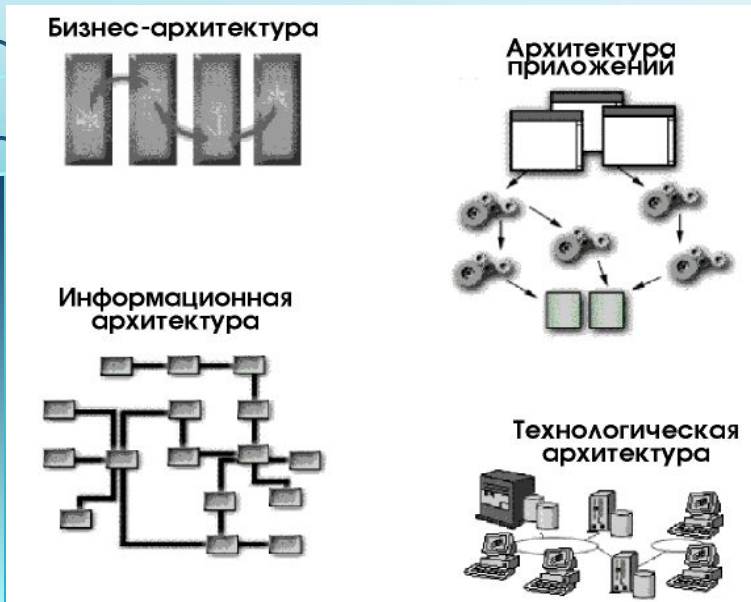 Бизнес-архитектура
Архитектура
приложений
Информационная
архитектура
Технологическая
архитектура